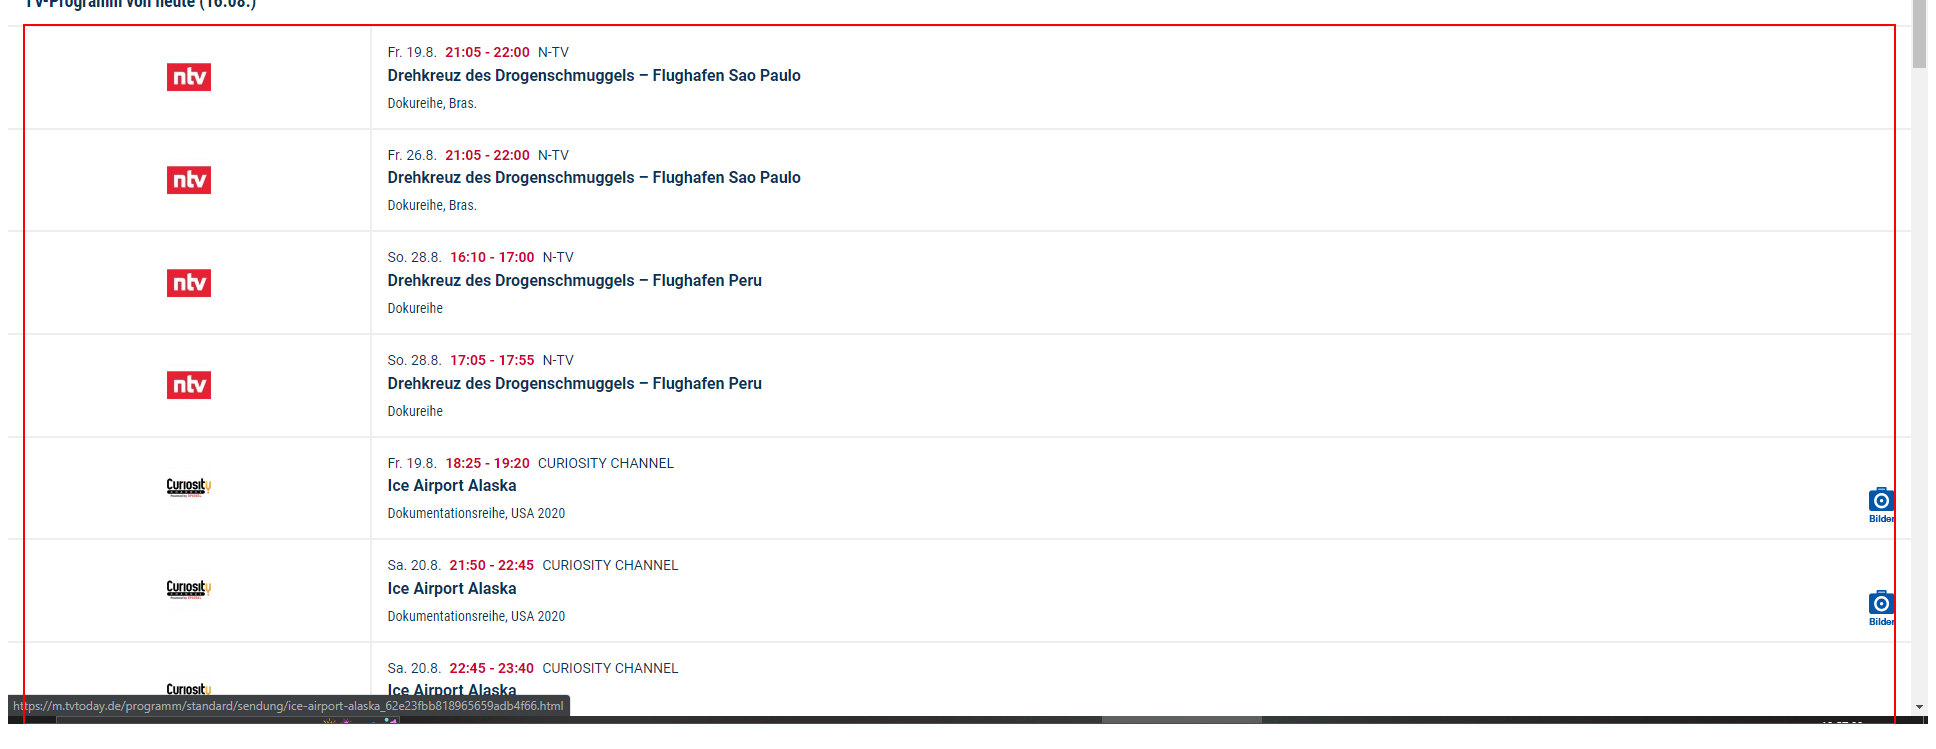 TV-Programm von heute (16.08.)
ntv
Fr. 19.8. 21:05 - 22:00 N-TV
Drehkreuz des Drogenschmuggels – Flughafen Sao Paulo
Dokureihe, Bras.
ntv
Fr. 26.8. 21:05 - 22:00 N-TV
Drehkreuz des Drogenschmuggels – Flughafen Sao Paulo
Dokureihe, Bras.
ntv
So. 28.8. 16:10 - 17:00 N-TV
Drehkreuz des Drogenschmuggels – Flughafen Peru
Dokureihe
ntv
So. 28.8. 17:05 - 17:55 N-TV
Drehkreuz des Drogenschmuggels – Flughafen Peru
Dokureihe
Curiosity
Fr. 19.8. 18:25 - 19:20 CURIOSITY CHANNEL
Ice Airport Alaska
Dokumentationsreihe, USA 2020
Bilder
Curiosity
Sa. 20.8. 21:50 - 22:45 CURIOSITY CHANNEL
Ice Airport Alaska
Dokumentationsreihe, USA 2020
Bilder
Curiosity
Sa. 20.8. 22:45 - 23:40 CURIOSITY CHANNEL
Ice Airport Alaska
https://m.tvtoday.de/programm/standard/sendung/ice-airport-alaska_62e23fbb818965659adb4f66.html